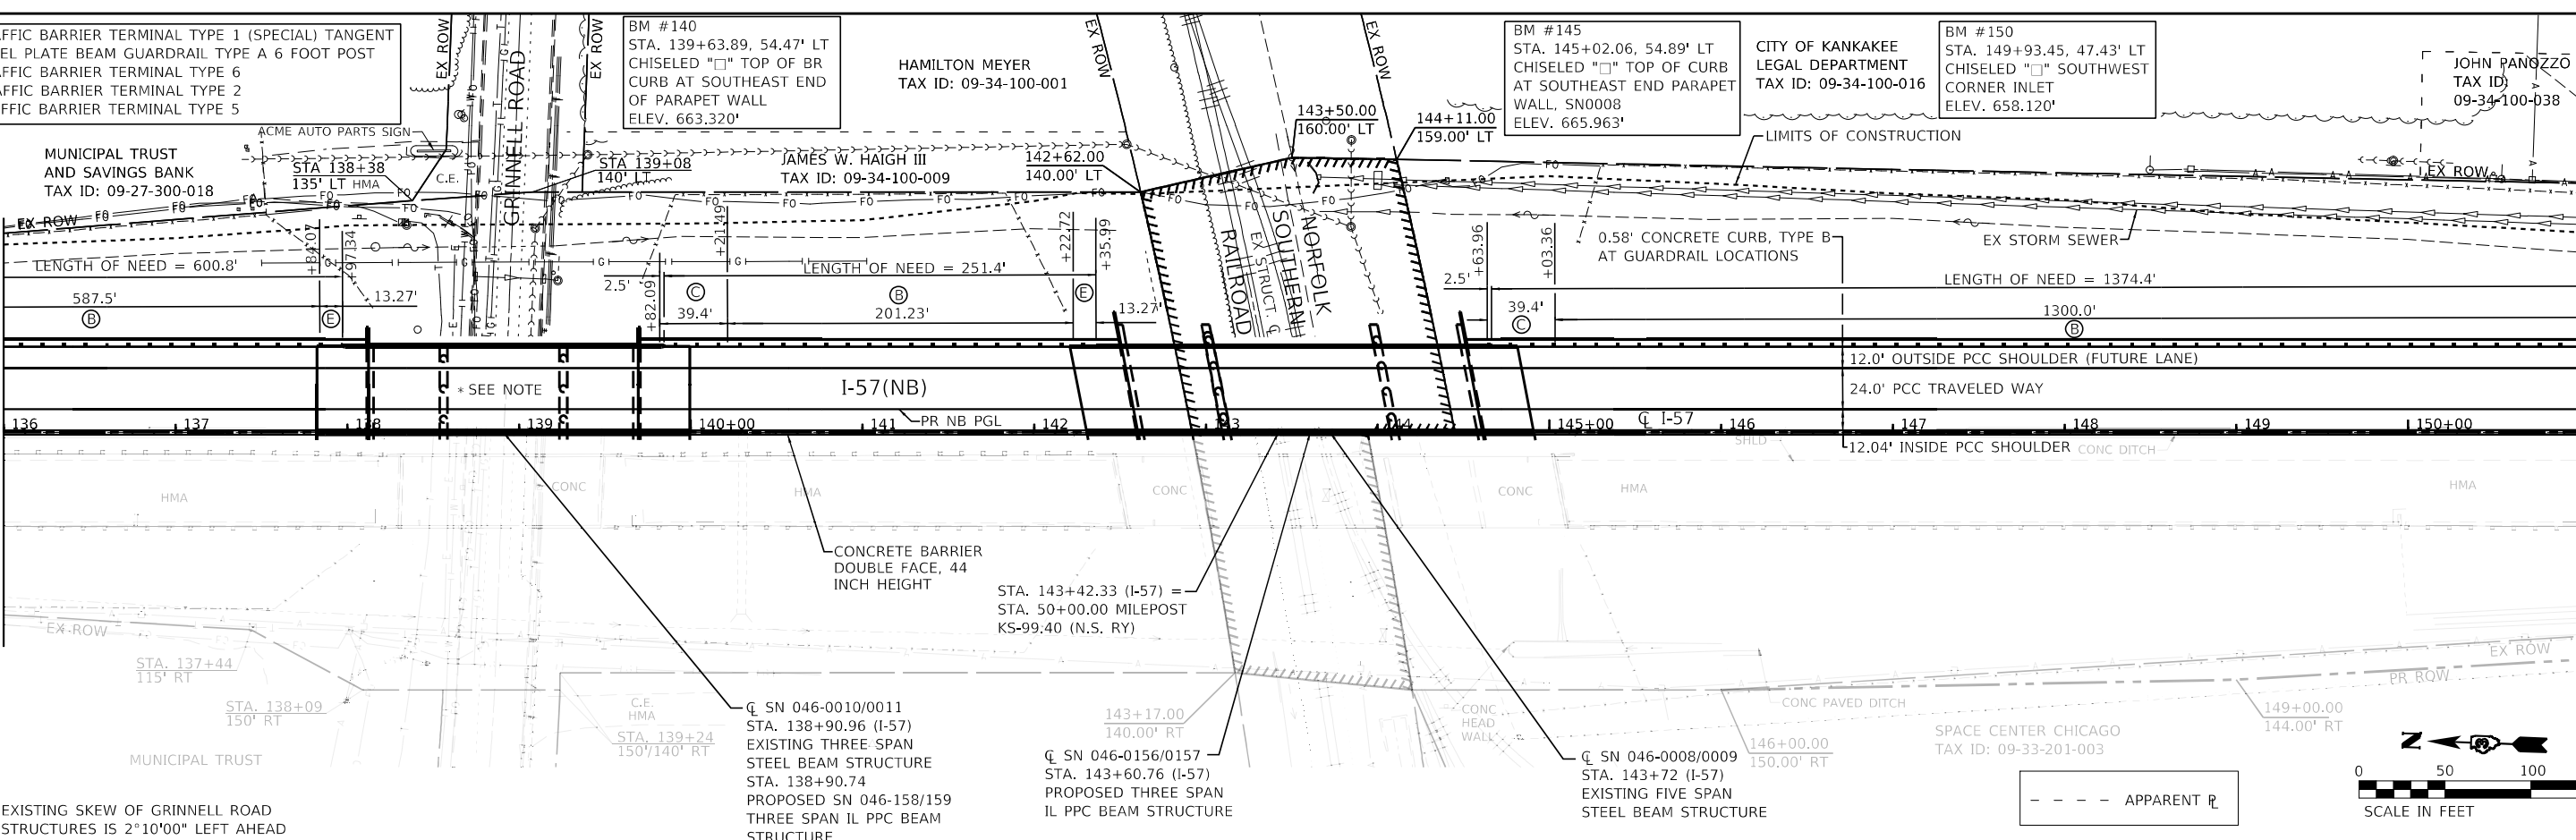 AFFIC BARRIER TERMINAL TYPE 1 (SPECIAL) TANGENT
EEL PLATE BEAM GUARDRAIL TYPE A 6 FOOT POST
AFFIC BARRIER TERMINAL TYPE 6
AFFIC BARRIER TERMINAL TYPE 2
AFFIC BARRIER TERMINAL TYPE 5
EX ROW
GRINNELL ROAD
EX ROW
BM #140
STA. 139+63.89, 54.47' LT
CHISELED "□" TOP OF BR
CURB AT SOUTHEAST END
OF PARAPET WALL
ELEV. 663.320'
HAMILTON MEYER
TAX ID: 09-34-100-001
EX ROW
EX ROW
BM #145
STA. 145+02.06, 54.89' LT
CHISELED "□" TOP OF CURB
AT SOUTHEAST END PARAPET
WALL, SN0008
ELEV. 665.963'
CITY OF KANKAKEE
LEGAL DEPARTMENT
TAX ID: 09-34-100-016
BM #150
STA. 149+93.45, 47.43' LT
CHISELED "□" SOUTHWEST
CORNER INLET
ELEV. 658.120'
JOHN PANOZZO
TAX ID:
09-34-100-038
ACME AUTO PARTS SIGN
MUNICIPAL TRUST
AND SAVINGS BANK
TAX ID: 09-27-300-018
STA 138+38
135' LT
HMA
C.E.
STA 139+08
140' LT
JAMES W. HAIGH III
TAX ID: 09-34-100-009
142+62.00
140.00' LT
143+50.00
160.00' LT
144+11.00
159.00' LT
LIMITS OF CONSTRUCTION
EX ROW
EX ROW
NORFOLK
SOUTHERN
RAILROAD
EX STRUCT. ℄
0.58' CONCRETE CURB, TYPE B
AT GUARDRAIL LOCATIONS
EX STORM SEWER
LENGTH OF NEED = 600.8'
+84.07
+97.34
+82.09
+21.49
LENGTH OF NEED = 251.4'
+22.72
+35.99
+63.96
+03.36
LENGTH OF NEED = 1374.4'
587.5'
B
E
13.27'
2.5'
C
39.4'
B
201.23'
E
13.27'
2.5'
39.4'
C
1300.0'
B
* SEE NOTE
I-57(NB)
PR NB PGL
12.0' OUTSIDE PCC SHOULDER (FUTURE LANE)
24.0' PCC TRAVELED WAY
136 137 138 139 140+00 141 142 143 144 145+00 146 147 148 149 150+00
℄ I-57
SHLD
12.04' INSIDE PCC SHOULDER
CONC DITCH
HMA
CONC
HMA
CONC
CONC
HMA
HMA
CONCRETE BARRIER
DOUBLE FACE, 44
INCH HEIGHT
STA. 143+42.33 (I-57) =
STA. 50+00.00 MILEPOST
KS-99.40 (N.S. RY)
EX ROW
STA. 137+44
115' RT
STA. 138+09
150' RT
MUNICIPAL TRUST
C.E.
HMA
STA. 139+24
150'/140' RT
℄ SN 046-0010/0011
STA. 138+90.96 (I-57)
EXISTING THREE SPAN
STEEL BEAM STRUCTURE
STA. 138+90.74
PROPOSED SN 046-158/159
THREE SPAN IL PPC BEAM
STRUCTURE
143+17.00
140.00' RT
℄ SN 046-0156/0157
STA. 143+60.76 (I-57)
PROPOSED THREE SPAN
IL PPC BEAM STRUCTURE
CONC
HEAD
WALL
℄ SN 046-0008/0009
STA. 143+72 (I-57)
EXISTING FIVE SPAN
STEEL BEAM STRUCTURE
146+00.00
150.00' RT
CONC PAVED DITCH
SPACE CENTER CHICAGO
TAX ID: 09-33-201-003
149+00.00
144.00' RT
EX ROW
PR ROW
EXISTING SKEW OF GRINNELL ROAD
STRUCTURES IS 2°10'00" LEFT AHEAD
APPARENT ⅊
N
0 50 100
SCALE IN FEET